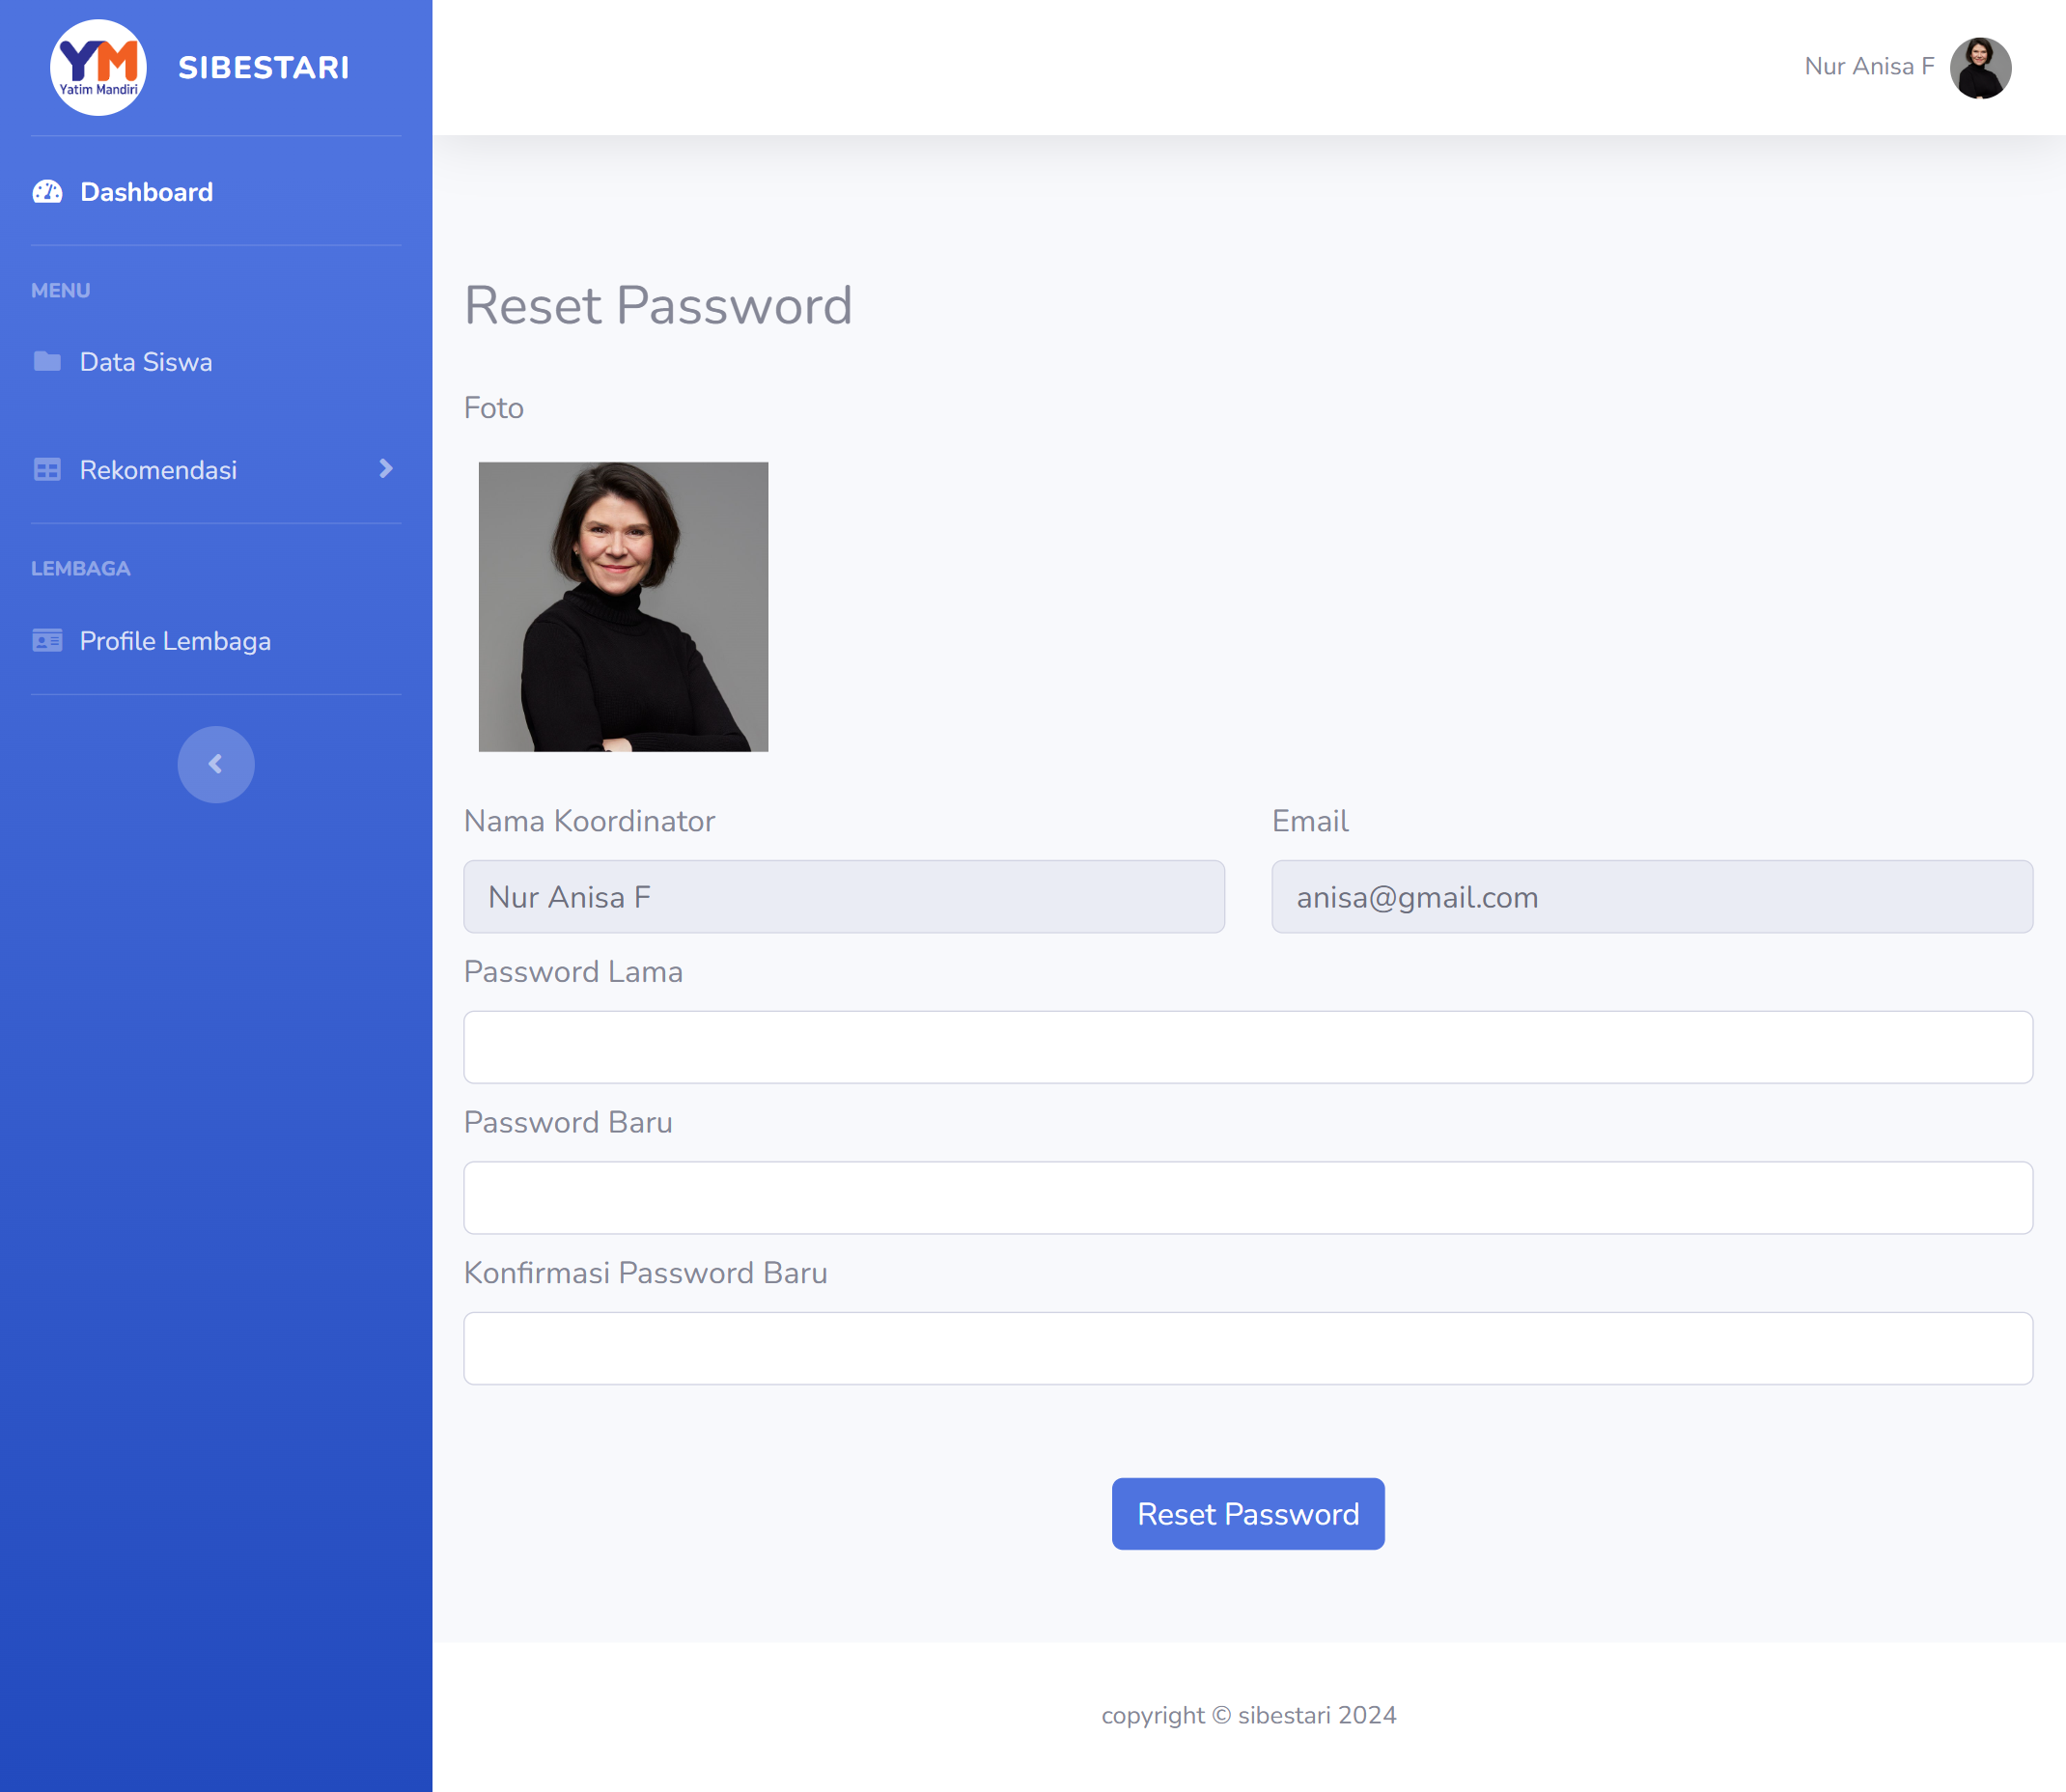 YM
Yatim Mandiri
SIBESTARI
Nur Anisa F
Dashboard
MENU
Data Siswa
Rekomendasi
LEMBAGA
Profile Lembaga
Reset Password
Foto
Nama Koordinator
Email
Nur Anisa F
anisa@gmail.com
Password Lama
Password Baru
Konfirmasi Password Baru
Reset Password
copyright © sibestari 2024